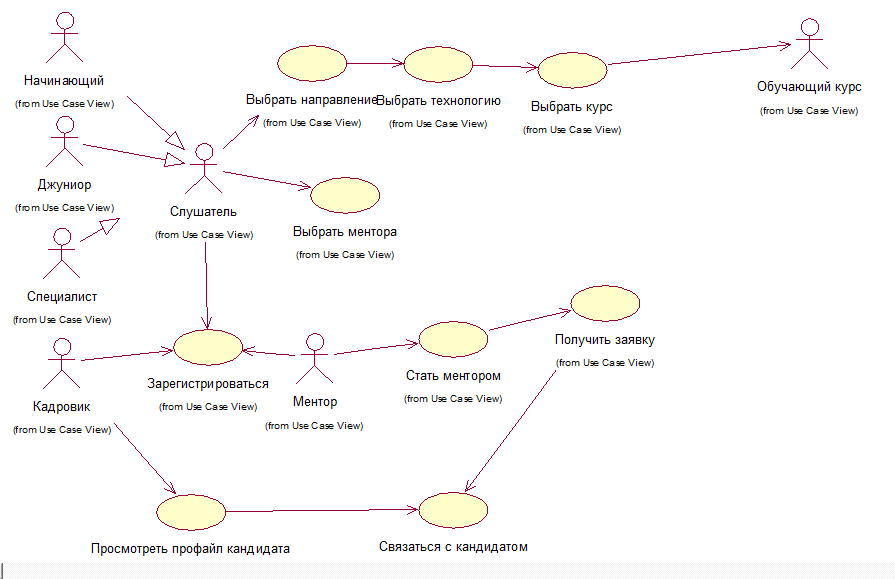 Начинающий
(from Use Case View)
Джуниор
(from Use Case View)
Специалист
(from Use Case View)
Кадровик
(from Use Case View)
Слушатель
(from Use Case View)
Выбрать направление
(from Use Case View)
Выбрать технологию
(from Use Case View)
Выбрать курс
(from Use Case View)
Обучающий курс
(from Use Case View)
Выбрать ментора
(from Use Case View)
Зарегистрироваться
(from Use Case View)
Ментор
(from Use Case View)
Стать ментором
(from Use Case View)
Получить заявку
(from Use Case View)
Просмотреть профайл кандидата
Связаться с кандидатом